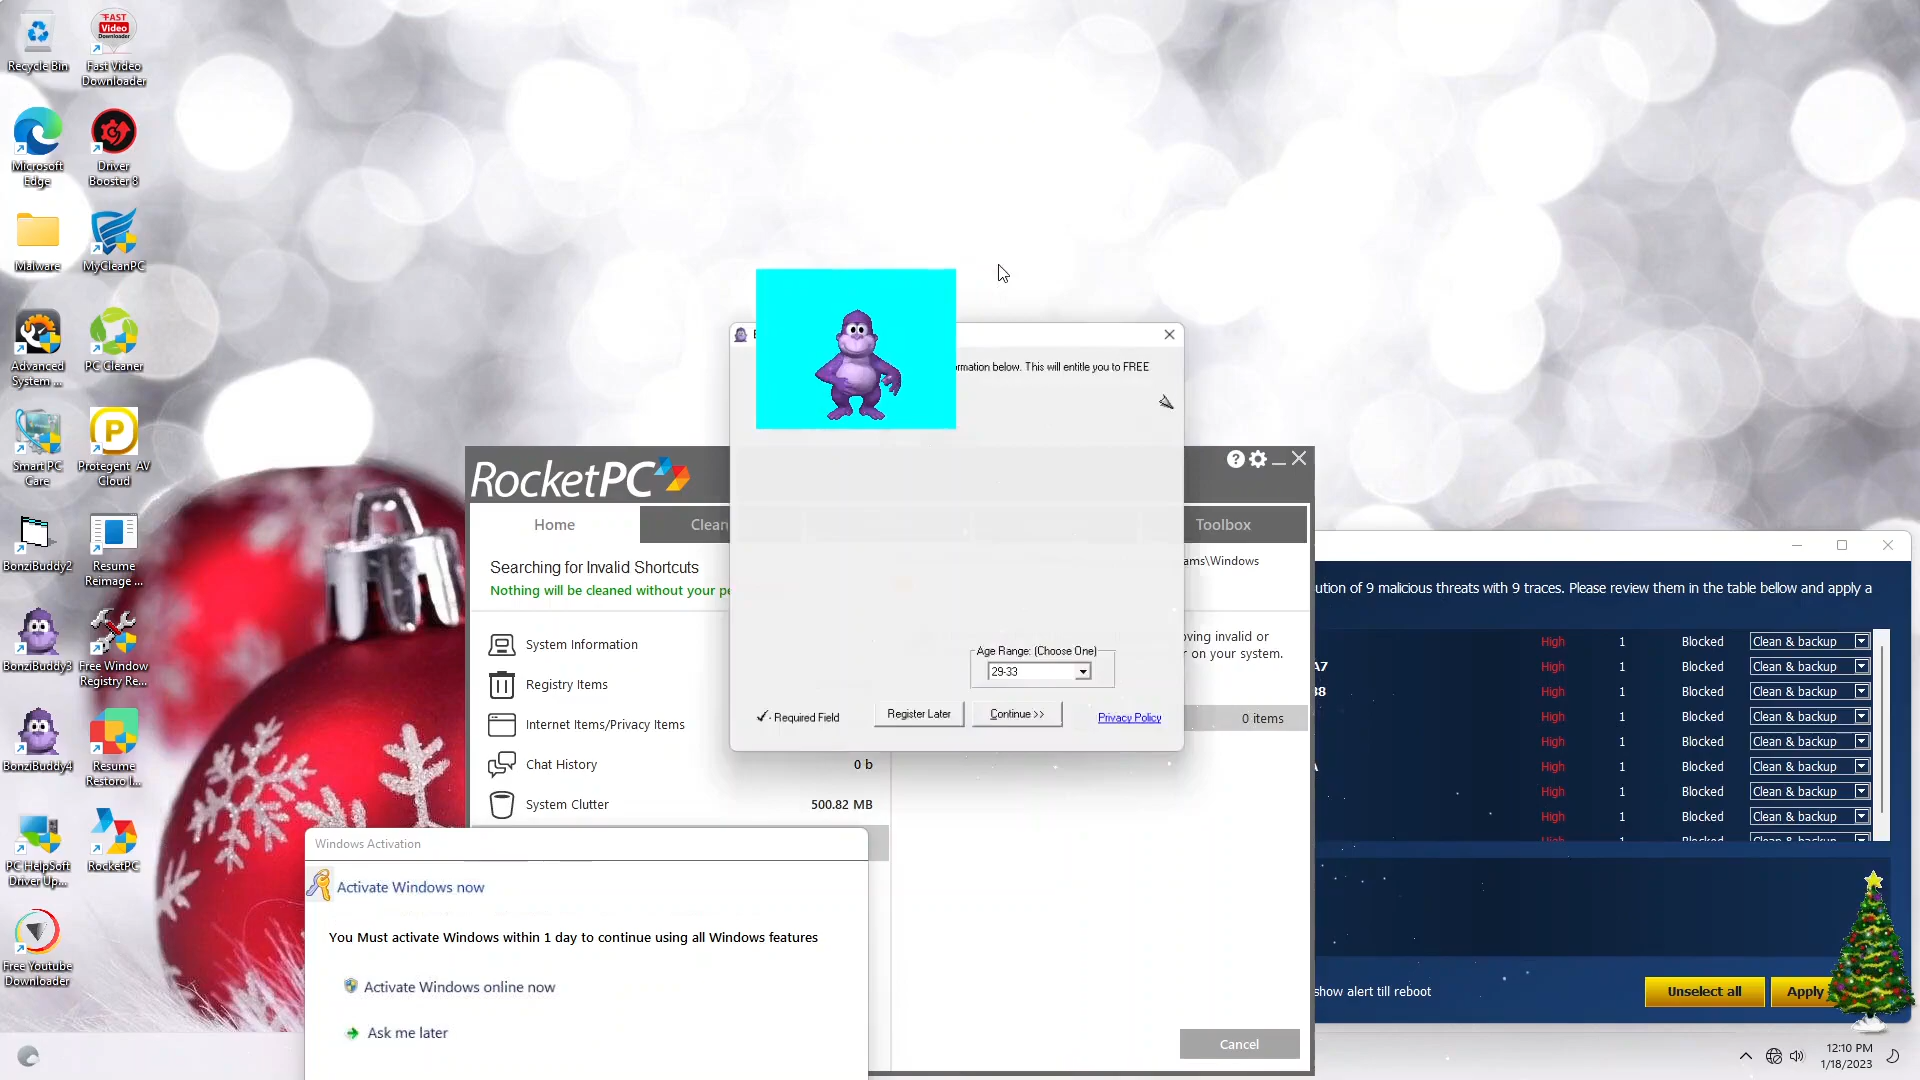 Recycle Bin
Fast Video
Downloader
Microsoft
Edge
Driver
Booster 8
Malware
MyCleanPC
Advanced
System ...
PC Cleaner
Smart PC
Care
Protegent AV
Cloud
BonziBuddy2
Resume
Reimage ...
BonziBuddy3
Free Window
Registry Re...
BonziBuddy4
Resume
Restoro I...
PC HelpSoft
Driver Up...
RocketPC
Free Youtube
Downloader
FAST
Video
Downloader
ormation below. This will entitle you to FREE
Age Range: (Choose One)
29-33
- Required Field
Register Later
Continue >>
Privacy Policy
RocketPC
Home
Clean
Toolbox
Searching for Invalid Shortcuts
ams\Windows
Nothing will be cleaned without your pe
System Information
oving invalid or
r on your system.
Registry Items
Internet Items/Privacy Items
0 items
Chat History
0 b
System Clutter
500.82 MB
Cancel
Windows Activation
Activate Windows now
You Must activate Windows within 1 day to continue using all Windows features
Activate Windows online now
Ask me later
ution of 9 malicious threats with 9 traces. Please review them in the table bellow and apply a
High 1 Blocked Clean & backup
A7 High 1 Blocked Clean & backup
38 High 1 Blocked Clean & backup
High 1 Blocked Clean & backup
High 1 Blocked Clean & backup
High 1 Blocked Clean & backup
High 1 Blocked Clean & backup
High 1 Blocked Clean & backup
show alert till reboot
Unselect all
Apply
12:10 PM
1/18/2023